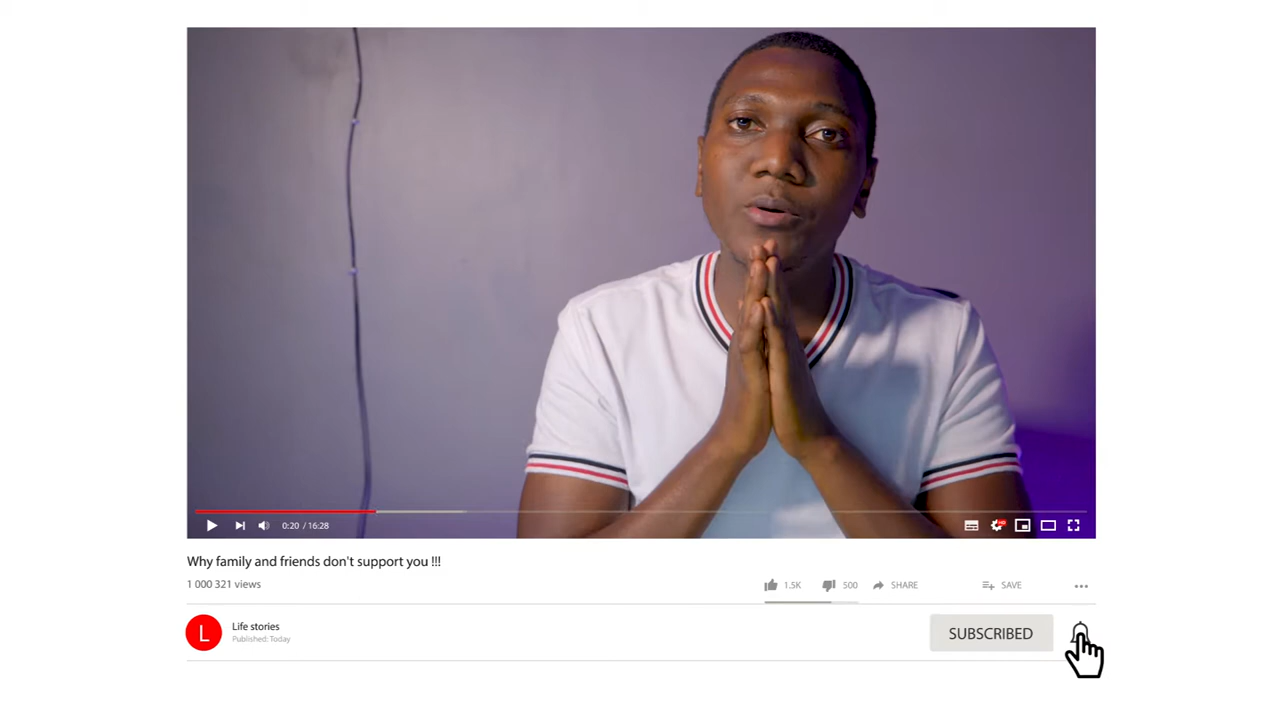 0:20 / 16:28
Why family and friends don't support you !!!
1 000 321 views
1.5K
500
SHARE
SAVE
L
Life stories
Published: Today
SUBSCRIBED